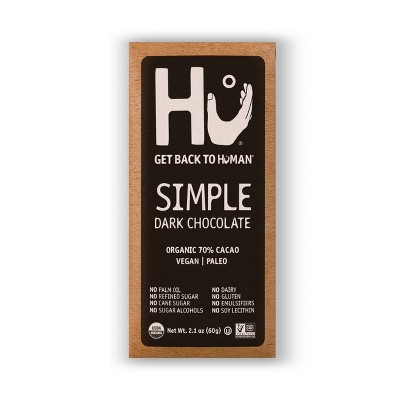 Hu
®
GET BACK TO HUMAN
SIMPLE
DARK CHOCOLATE
ORGANIC 70% CACAO
VEGAN | PALEO
NO PALM OIL NO DAIRY
NO REFINED SUGAR NO GLUTEN
NO CANE SUGAR NO EMULSIFIERS
NO SUGAR ALCOHOLS NO SOY LECITHIN
USDA
ORGANIC
Net Wt. 2.1 oz (60g)